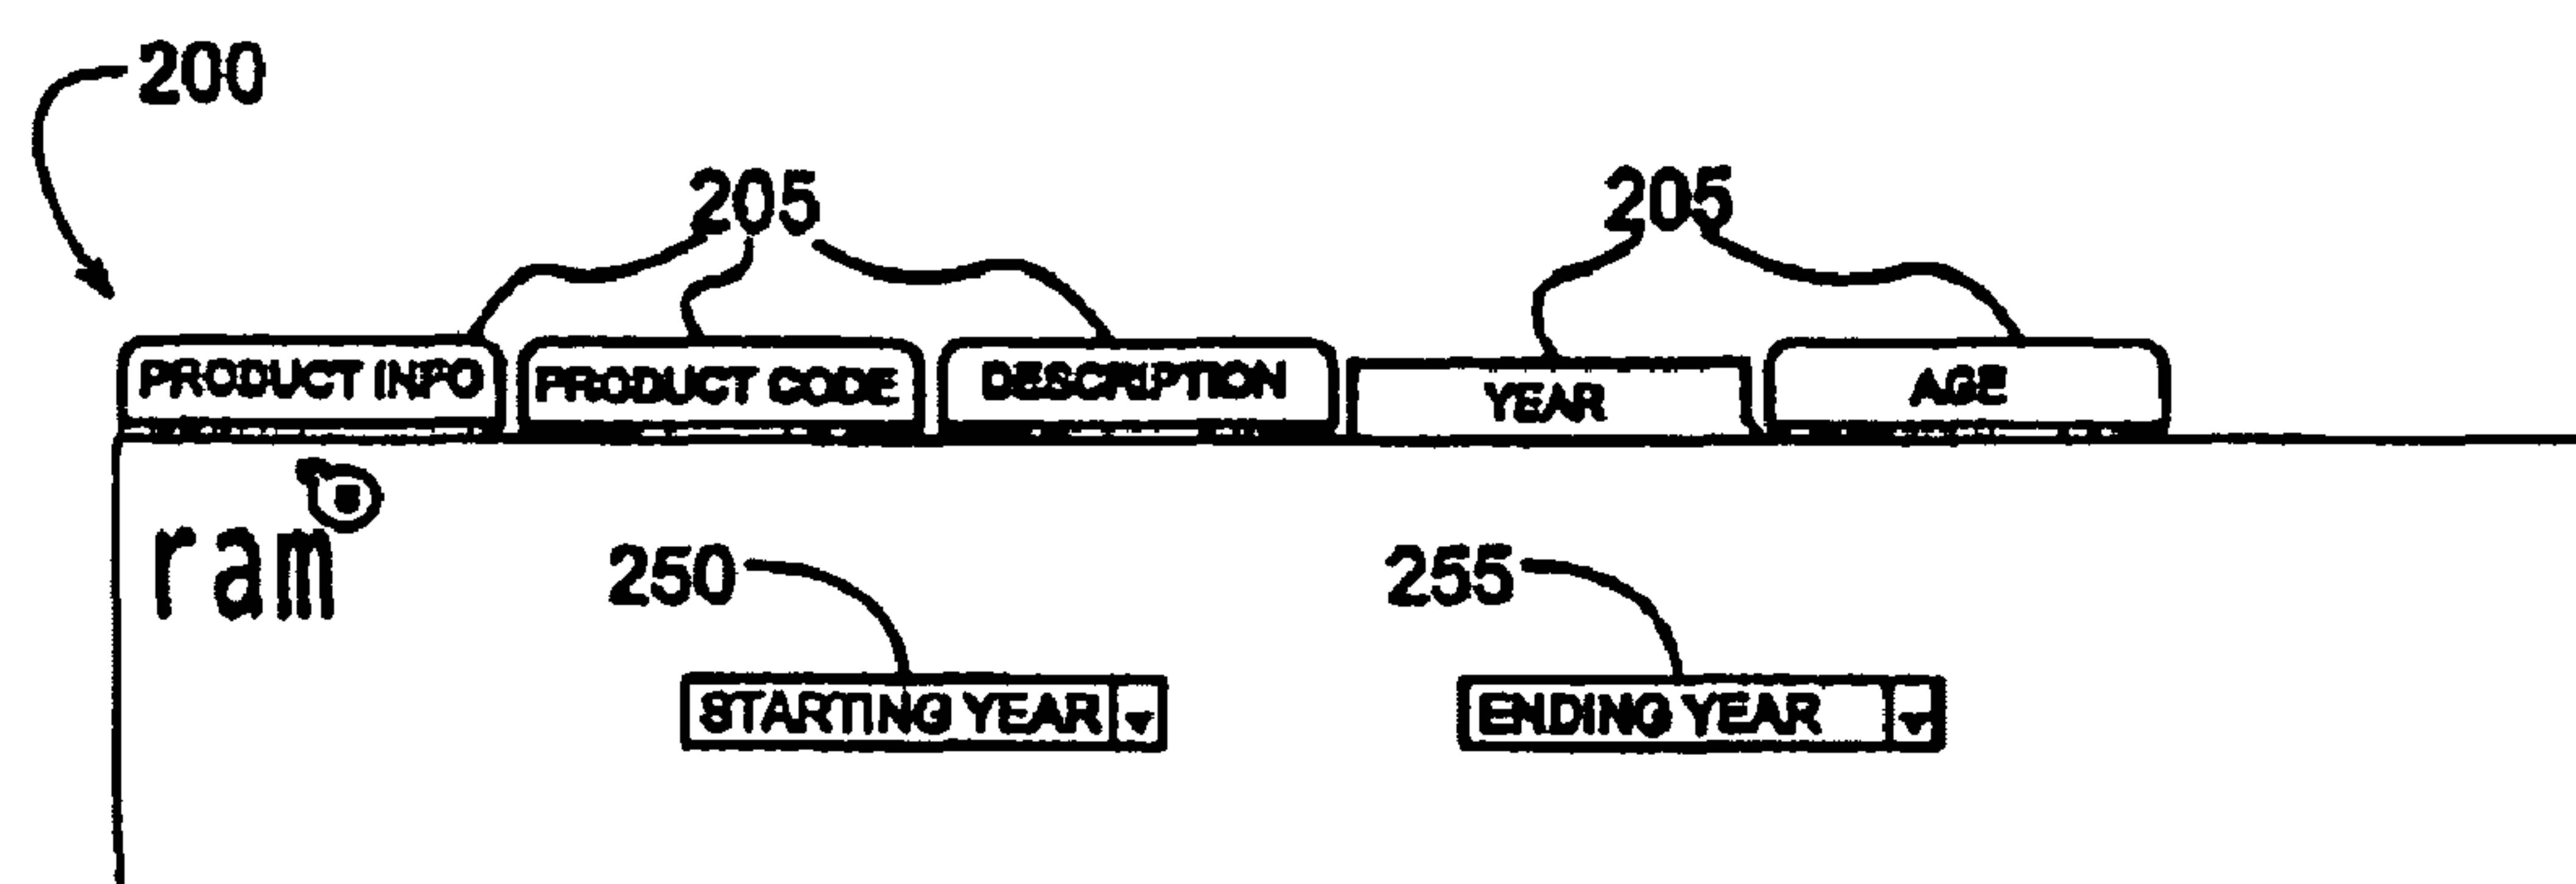 200
205 205
PRODUCT INFO PRODUCT CODE DESCRIPTION YEAR AGE
ram
250 255
STARTING YEAR ENDING YEAR